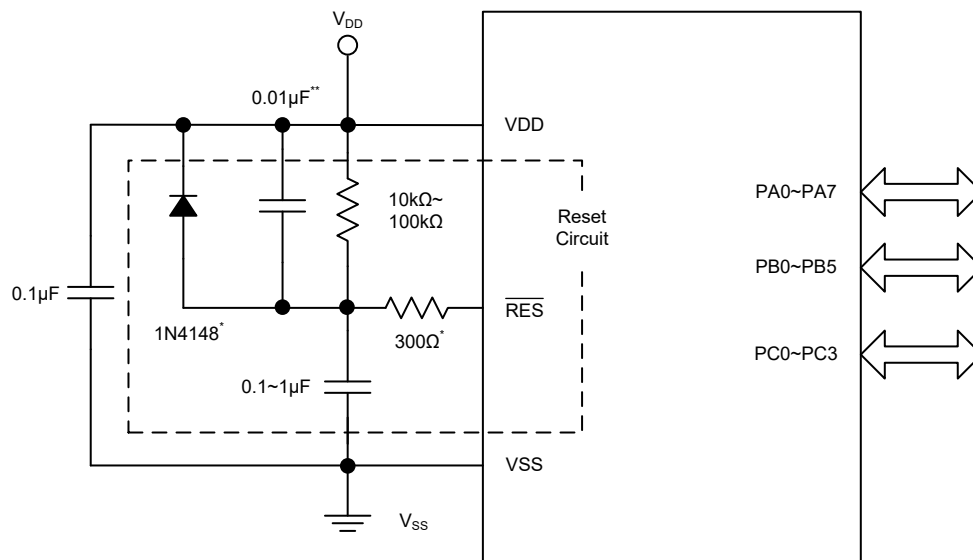 VDD
0.01µF**
VDD
10kΩ~
100kΩ
Reset
Circuit
PA0~PA7
PB0~PB5
0.1µF
1N4148*
300Ω*
RES
PC0~PC3
0.1~1µF
VSS
VSS